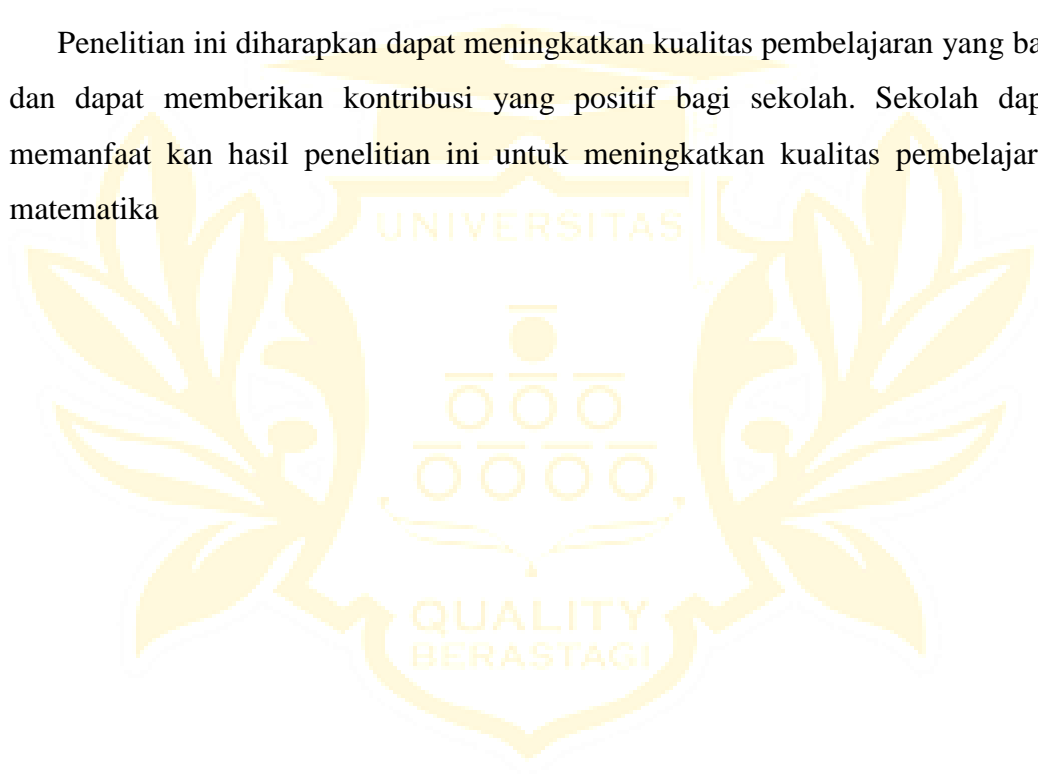 Penelitian ini diharapkan dapat meningkatkan kualitas pembelajaran yang ba
dan dapat memberikan kontribusi yang positif bagi sekolah. Sekolah dap
memanfaat kan hasil penelitian ini untuk meningkatkan kualitas pembelajar
matematika
UNIVERSITAS
QUALITY
BERASTAGI